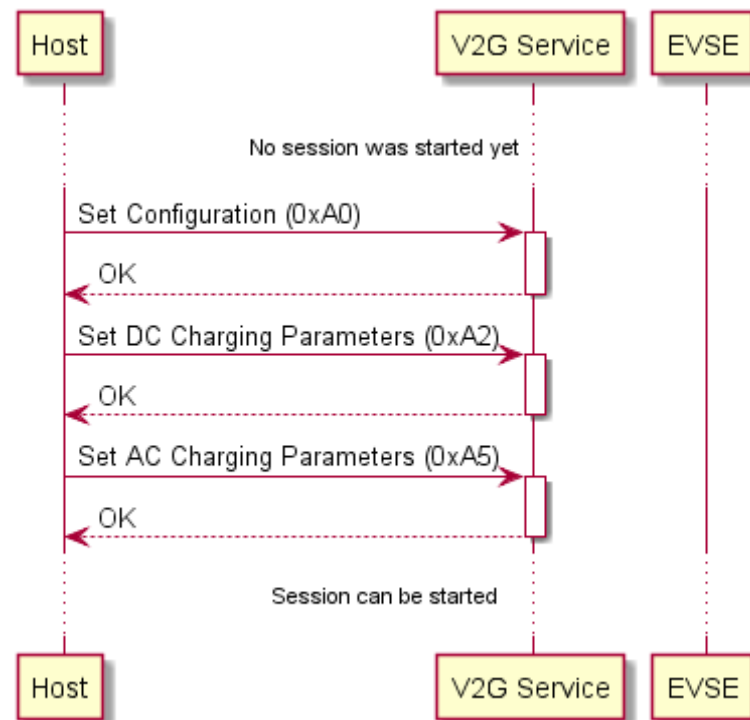 Host
V2G Service
EVSE
No session was started yet
Set Configuration (0xA0)
OK
Set DC Charging Parameters (0xA2)
OK
Set AC Charging Parameters (0xA5)
OK
Session can be started
Host
V2G Service
EVSE